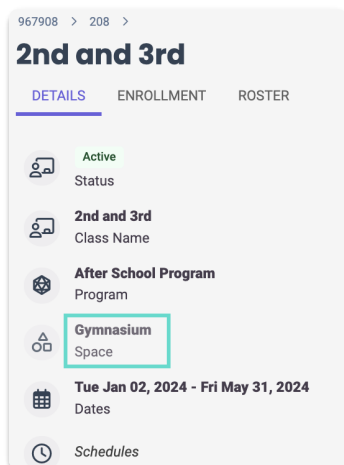 967908 > 208 >
2nd and 3rd
DETAILS ENROLLMENT ROSTER
Active
Status
2nd and 3rd
Class Name
After School Program
Program
Gymnasium
Space
Tue Jan 02, 2024 - Fri May 31, 2024
Dates
Schedules